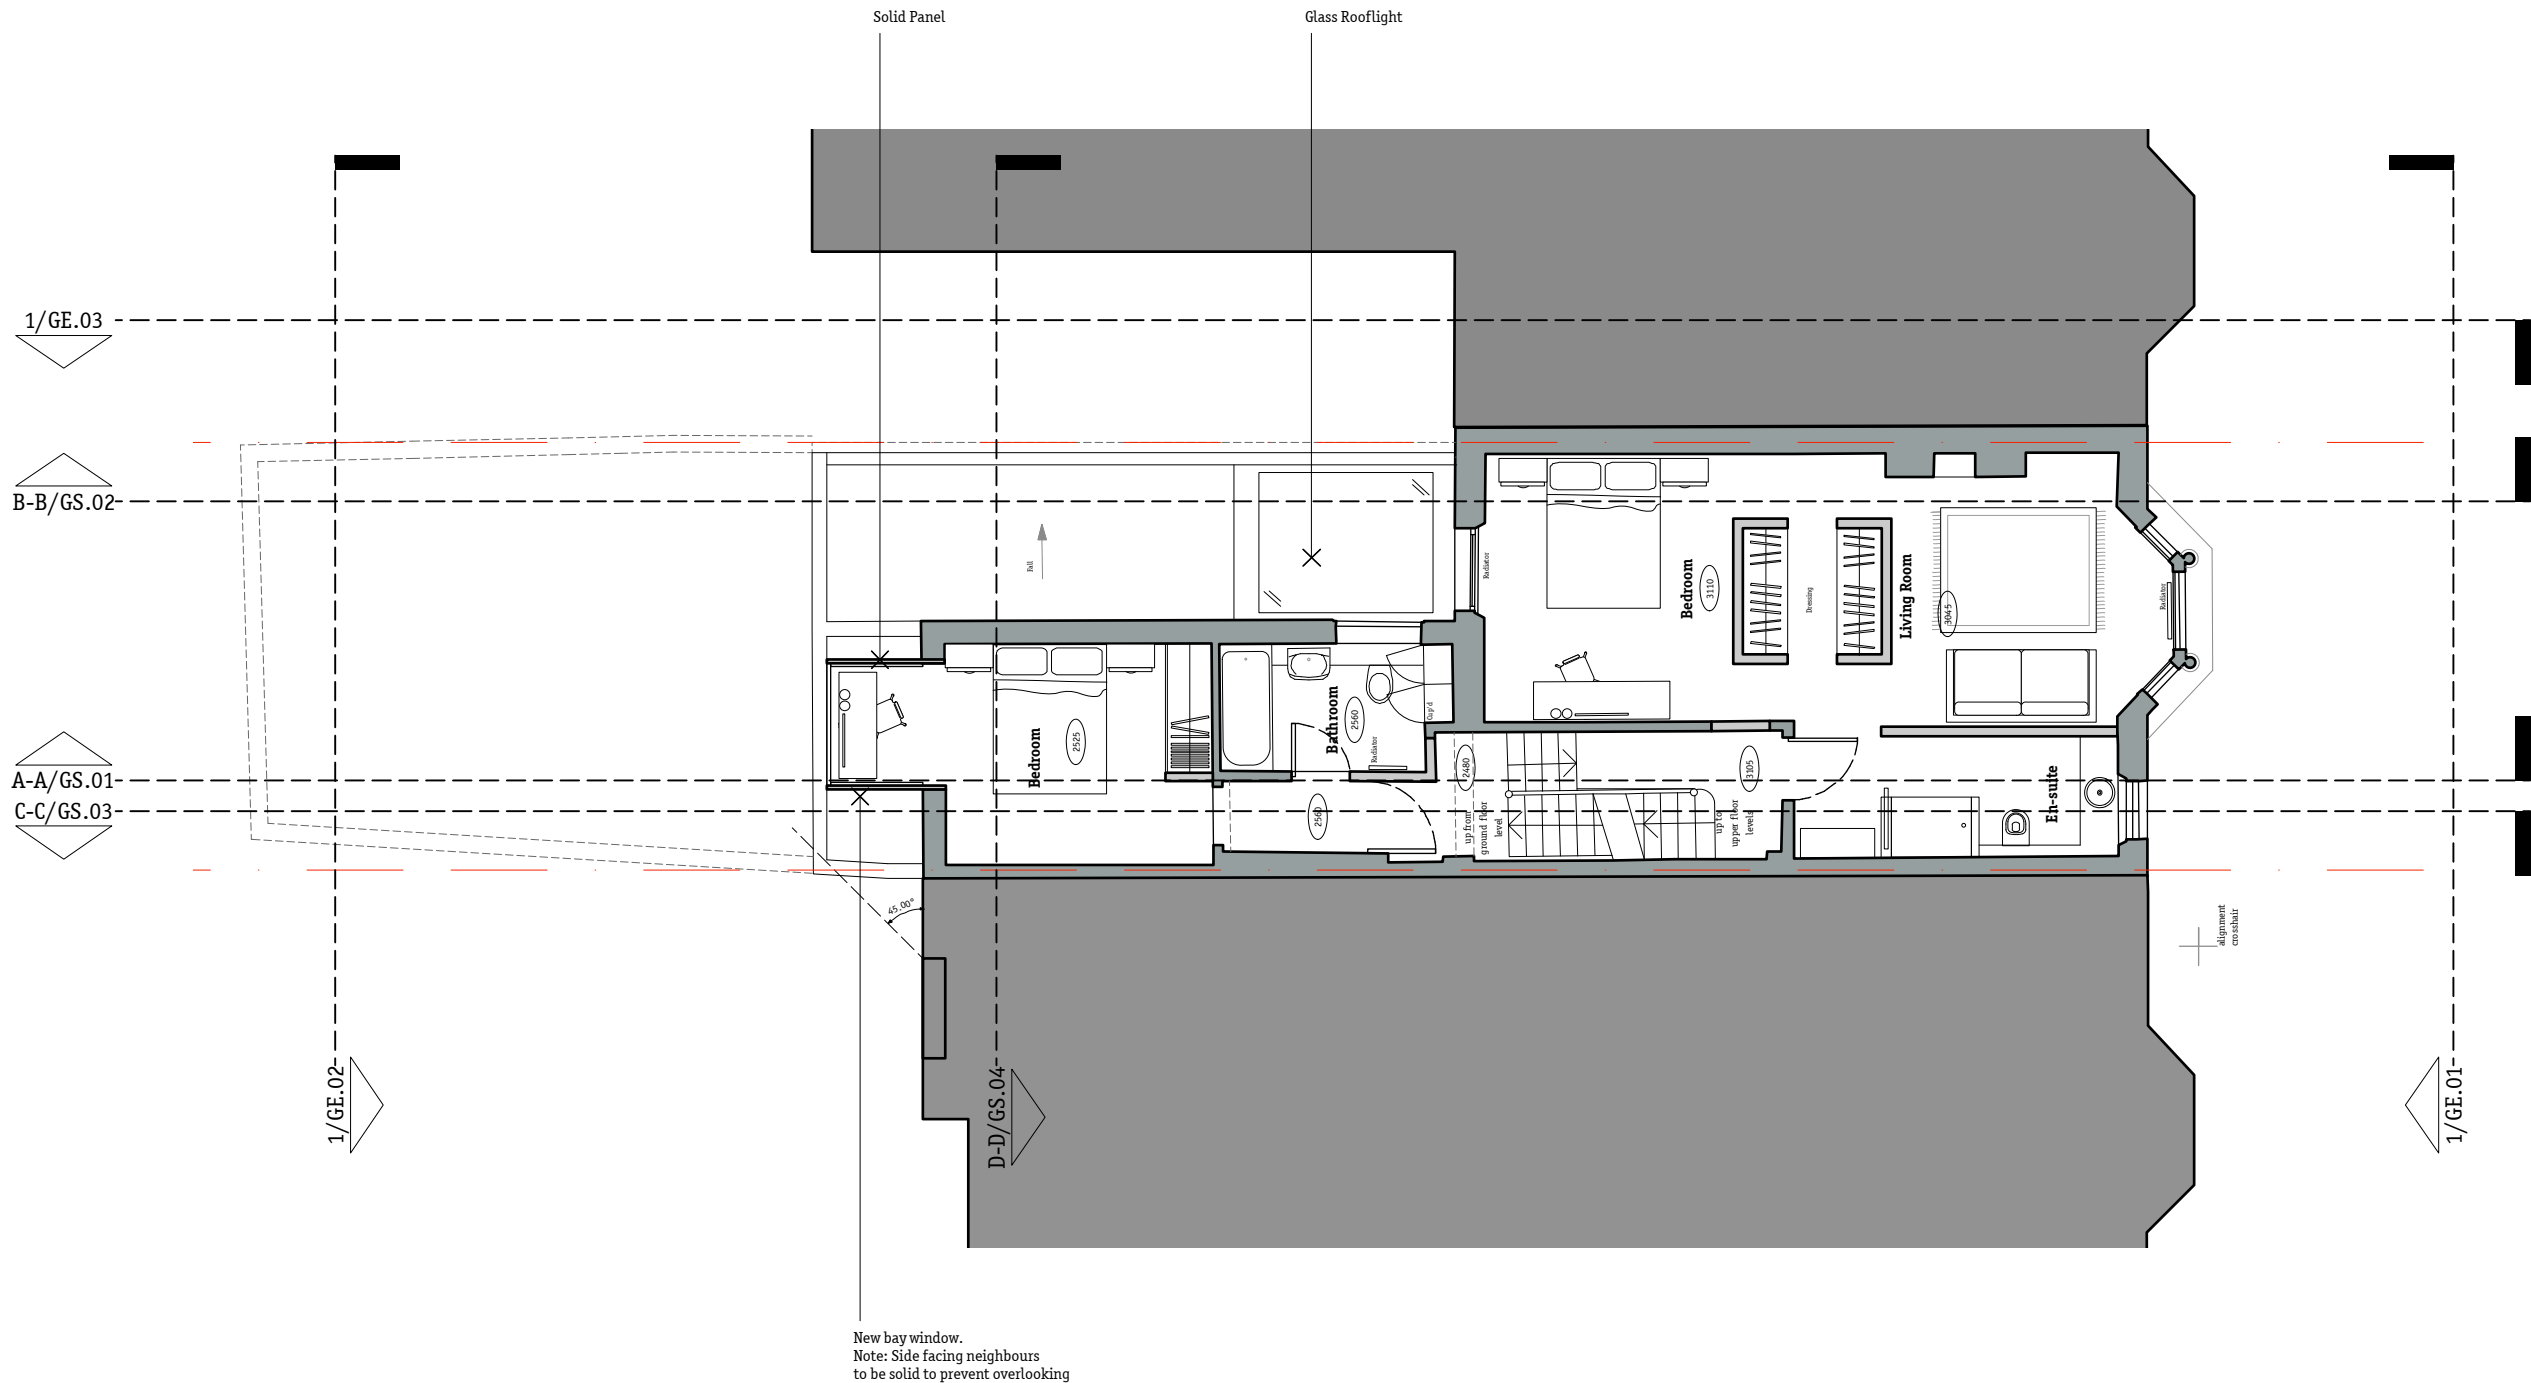 Solid Panel
Glass Rooflight
1/GE.03
B-B/GS.02
A-A/GS.01
C-C/GS.03
1/GE.02
D-D/GS.04
1/GE.01
Fall
Radiator
Bedroom
3110
Dressing
Living Room
3045
Radiator
Bedroom
2525
Bathroom
2560
Radiator
Cup'd
2560
2480
up from
ground floor
level
3105
up to
upper floor
levels
En-suite
45.00°
alignment
crosshair
New bay window.
Note: Side facing neighbours
to be solid to prevent overlooking